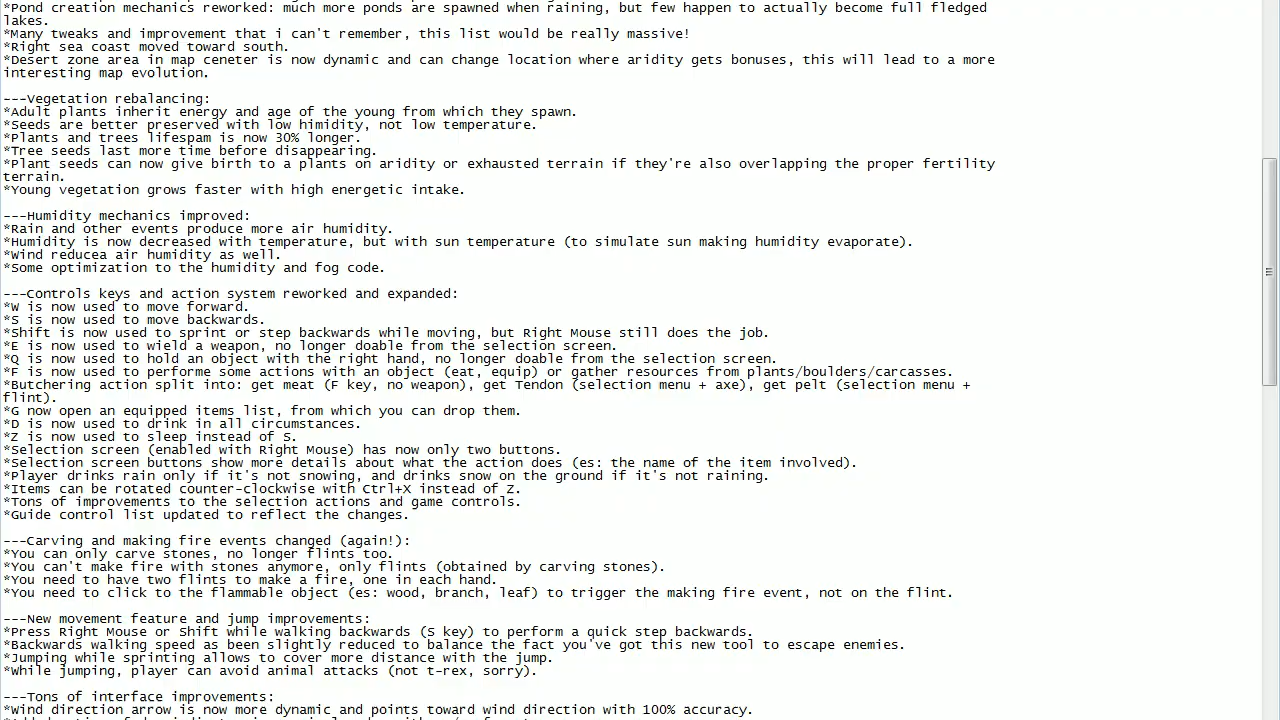 *Pond creation mechanics reworked: much more ponds are spawned when raining, but few happen to actually become full fledged
lakes.
*Many tweaks and improvement that i can't remember, this list would be really massive!
*Right sea coast moved toward south.
*Desert zone area in map ceneter is now dynamic and can change location where aridity gets bonuses, this will lead to a more
interesting map evolution.
---Vegetation rebalancing:
*Adult plants inherit energy and age of the young from which they spawn.
*Seeds are better preserved with low himidity, not low temperature.
*Plants and trees lifespam is now 30% longer.
*Tree seeds last more time before disappearing.
*Plant seeds can now give birth to a plants on aridity or exhausted terrain if they're also overlapping the proper fertility
terrain.
*Young vegetation grows faster with high energetic intake.
---Humidity mechanics improved:
*Rain and other events produce more air humidity.
*Humidity is now decreased with temperature, but with sun temperature (to simulate sun making humidity evaporate).
*Wind reducea air humidity as well.
*Some optimization to the humidity and fog code.
---Controls keys and action system reworked and expanded:
*W is now used to move forward.
*S is now used to move backwards.
*Shift is now used to sprint or step backwards while moving, but Right Mouse still does the job.
*E is now used to wield a weapon, no longer doable from the selection screen.
*Q is now used to hold an object with the right hand, no longer doable from the selection screen.
*F is now used to performe some actions with an object (eat, equip) or gather resources from plants/boulders/carcasses.
*Butchering action split into: get meat (F key, no weapon), get Tendon (selection menu + axe), get pelt (selection menu +
flint).
*G now open an equipped items list, from which you can drop them.
*D is now used to drink in all circumstances.
*Z is now used to sleep instead of S.
*Selection screen (enabled with Right Mouse) has now only two buttons.
*Selection screen buttons show more details about what the action does (es: the name of the item involved).
*Player drinks rain only if it's not snowing, and drinks snow on the ground if it's not raining.
*Items can be rotated counter-clockwise with Ctrl+X instead of Z.
*Tons of improvements to the selection actions and game controls.
*Guide control list updated to reflect the changes.
---Carving and making fire events changed (again!):
*You can only carve stones, no longer flints too.
*You can't make fire with stones anymore, only flints (obtained by carving stones).
*You need to have two flints to make a fire, one in each hand.
*You need to click to the flammable object (es: wood, branch, leaf) to trigger the making fire event, not on the flint.
---New movement feature and jump improvements:
*Press Right Mouse or Shift while walking backwards (S key) to perform a quick step backwards.
*Backwards walking speed as been slightly reduced to balance the fact you've got this new tool to escape enemies.
*Jumping while sprinting allows to cover more distance with the jump.
*While jumping, player can avoid animal attacks (not t-rex, sorry).
---Tons of interface improvements:
*Wind direction arrow is now more dynamic and points toward wind direction with 100% accuracy.